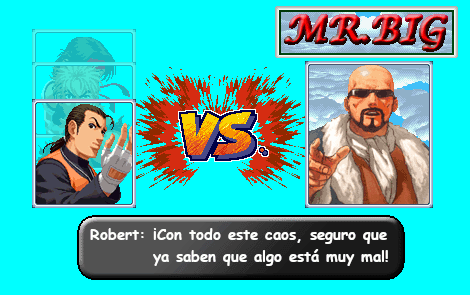 MR.BIG
VS.
Robert: ¡Con todo este caos, seguro que
ya saben que algo está muy mal!